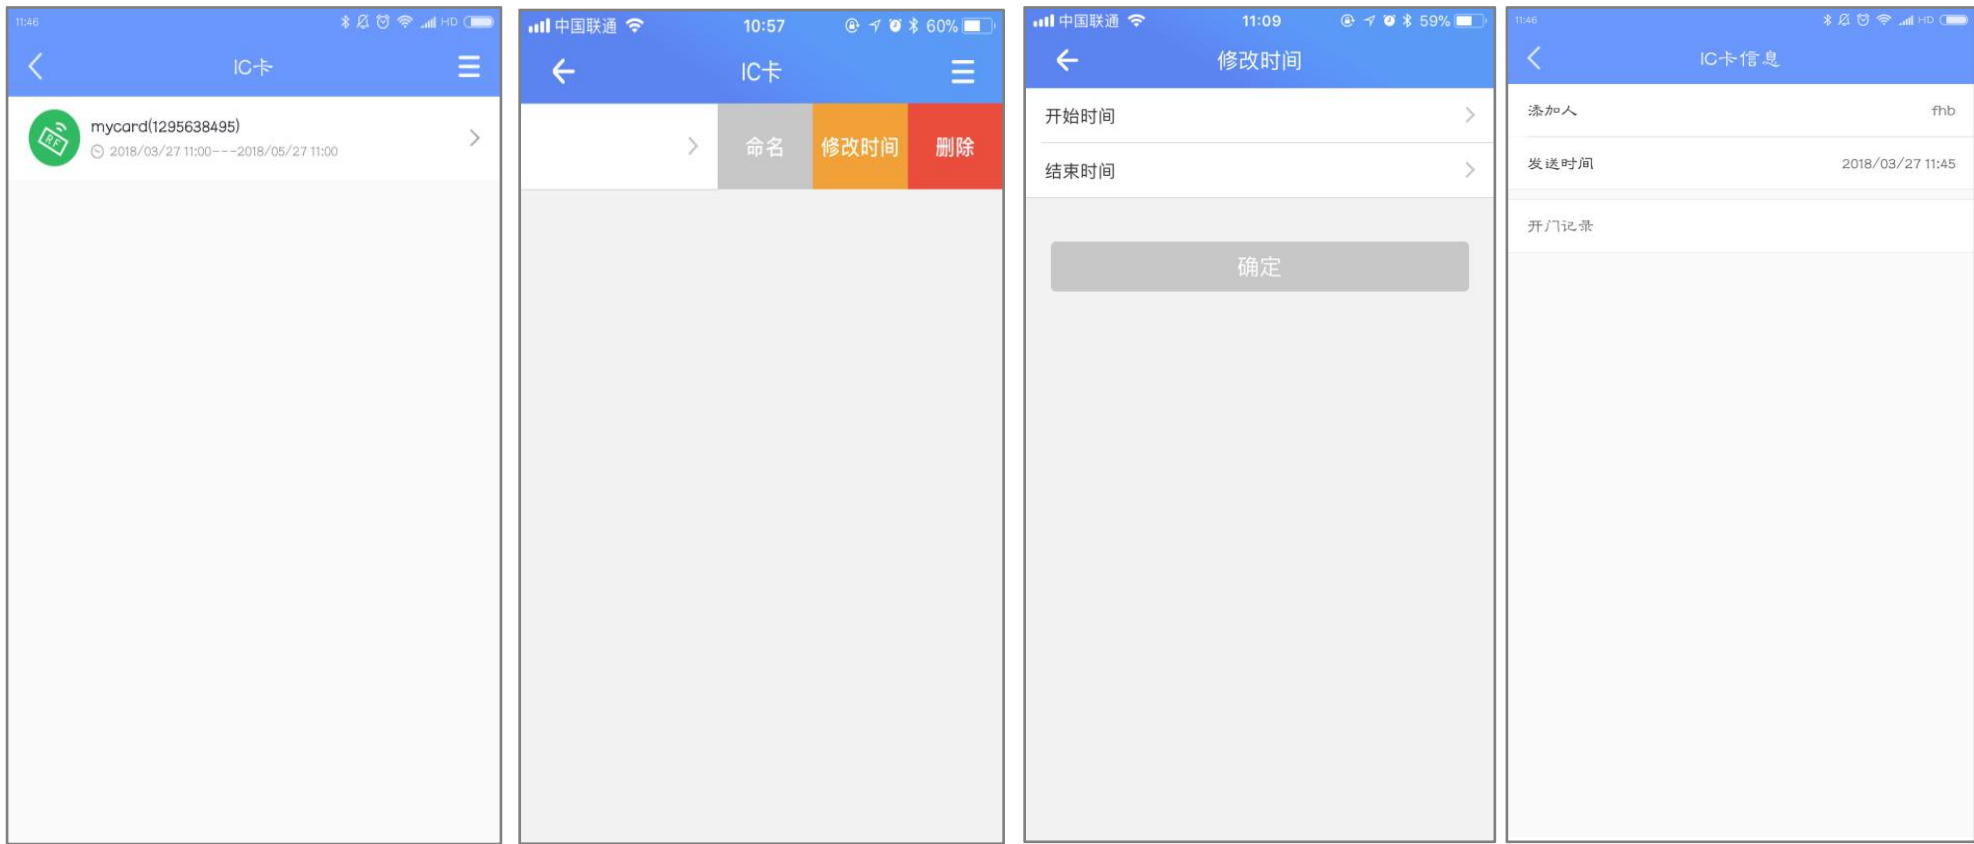 11:46
HD
IC卡
mycard(1295638495)
RF
2018/03/27 11:00---2018/05/27 11:00
中国联通
10:57
60%
IC卡
命名
修改时间
删除
中国联通
11:09
59%
修改时间
开始时间
结束时间
确定
11:46
HD
IC卡信息
添加人
fhb
发送时间
2018/03/27 11:45
开门记录